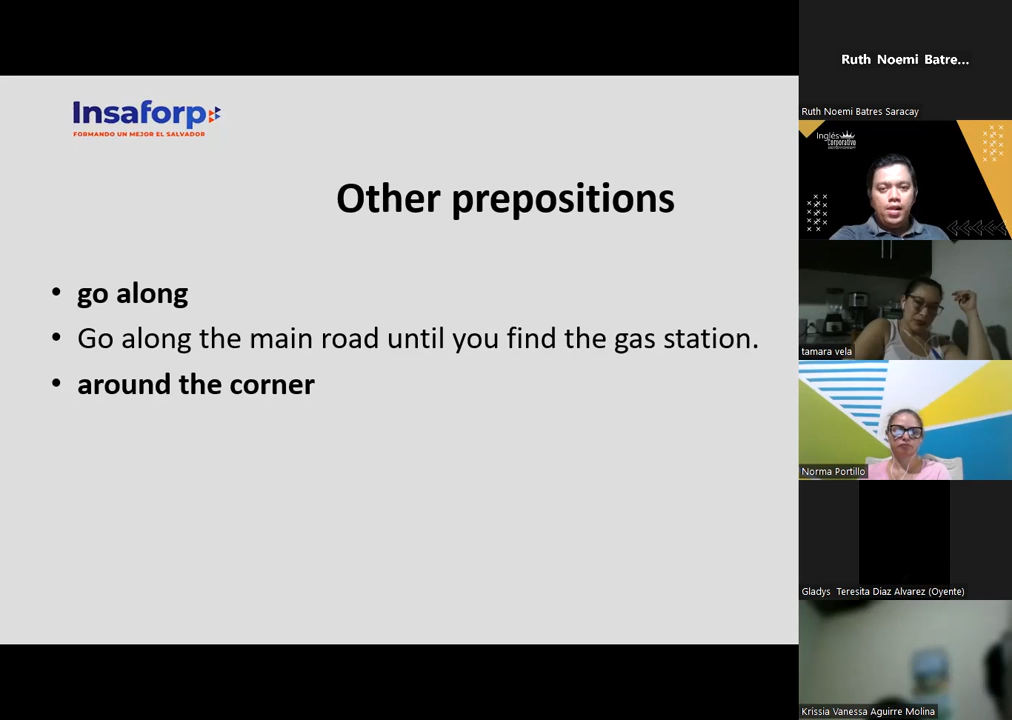 Insaforp
FORMANDO UN MEJOR EL SALVADOR
Other prepositions
• go along
• Go along the main road until you find the gas station.
• around the corner
Ruth Noemi Batre...
Ruth Noemi Batres Saracay
Inglés
Corporativo
tamara vela
Norma Portillo
Gladys Teresita Diaz Alvarez (Oyente)
Krissia Vanessa Aguirre Molina